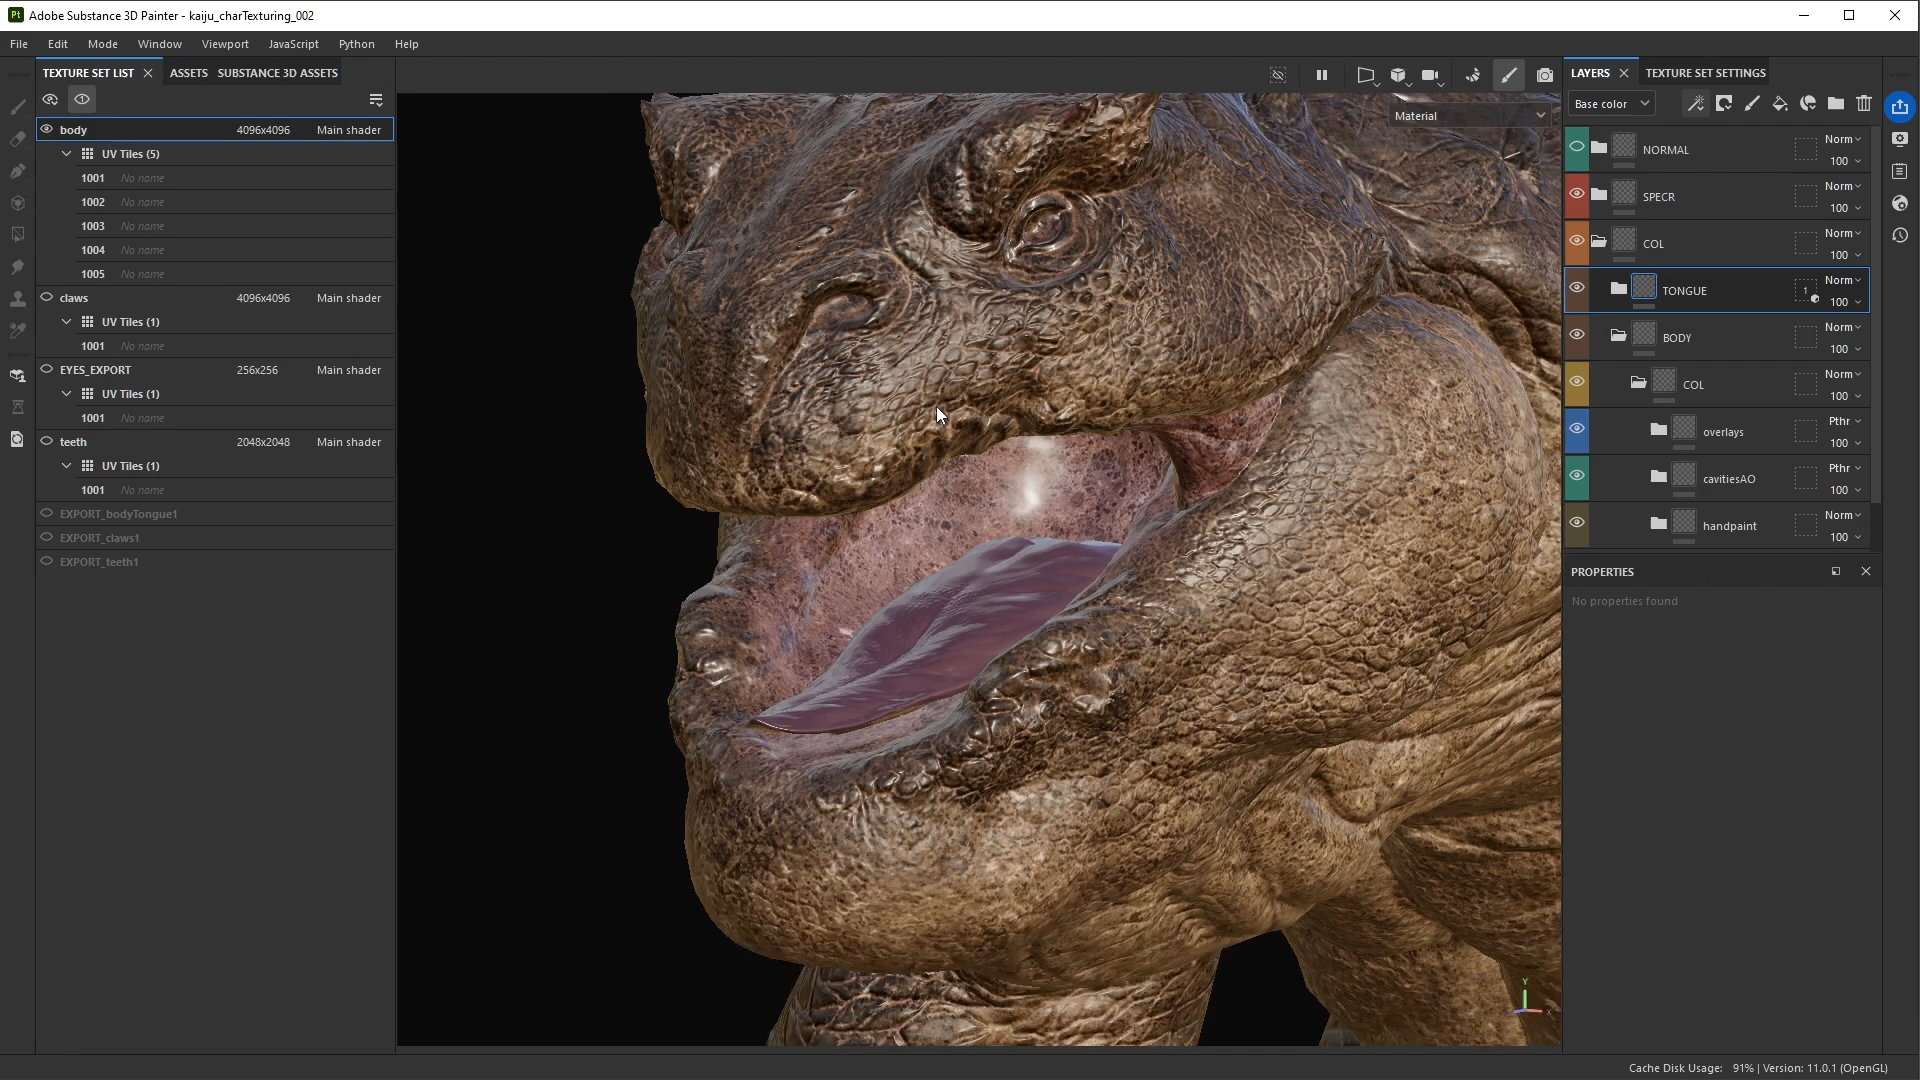 Pt Adobe Substance 3D Painter - kaiju_charTexturing_002
File Edit Mode Window Viewport JavaScript Python Help
TEXTURE SET LIST ASSETS SUBSTANCE 3D ASSETS
LAYERS TEXTURE SET SETTINGS
1
Base color
Material
body 4096x4096 Main shader
UV Tiles (5)
1001 No name
1002 No name
1003 No name
1004 No name
1005 No name
claws 4096x4096 Main shader
UV Tiles (1)
1001 No name
EYES_EXPORT 256x256 Main shader
UV Tiles (1)
1001 No name
teeth 2048x2048 Main shader
UV Tiles (1)
1001 No name
EXPORT_bodyTongue1
EXPORT_claws1
EXPORT_teeth1
NORMAL Norm
100
SPECR Norm
100
COL Norm
100
TONGUE 1 Norm
100
BODY Norm
100
COL Norm
100
overlays Pthr
100
cavitiesAO Pthr
100
handpaint Norm
100
PROPERTIES
No properties found
Y
X
Cache Disk Usage: 91% | Version: 11.0.1 (OpenGL)